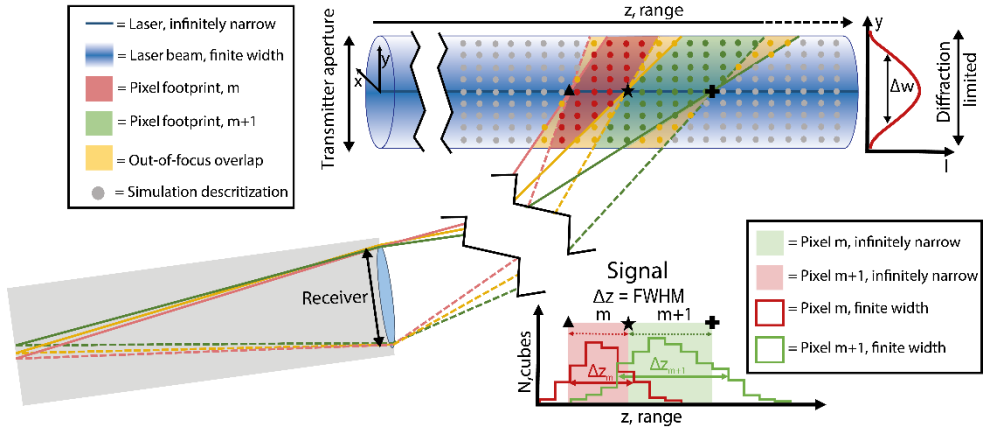 = Laser, infinitely narrow
= Laser beam, finite width
= Pixel footprint, m
= Pixel footprint, m+1
= Out-of-focus overlap
= Simulation descritization
Transmitter aperture
x
y
z, range
y
Δw
I
Diffraction
limited
Receiver
Signal
Δz = FWHM
m
m+1
Δzₘ
Δzₘ₊₁
N,cubes
z, range
= Pixel m, infinitely narrow
= Pixel m+1, infinitely narrow
= Pixel m, finite width
= Pixel m+1, finite width